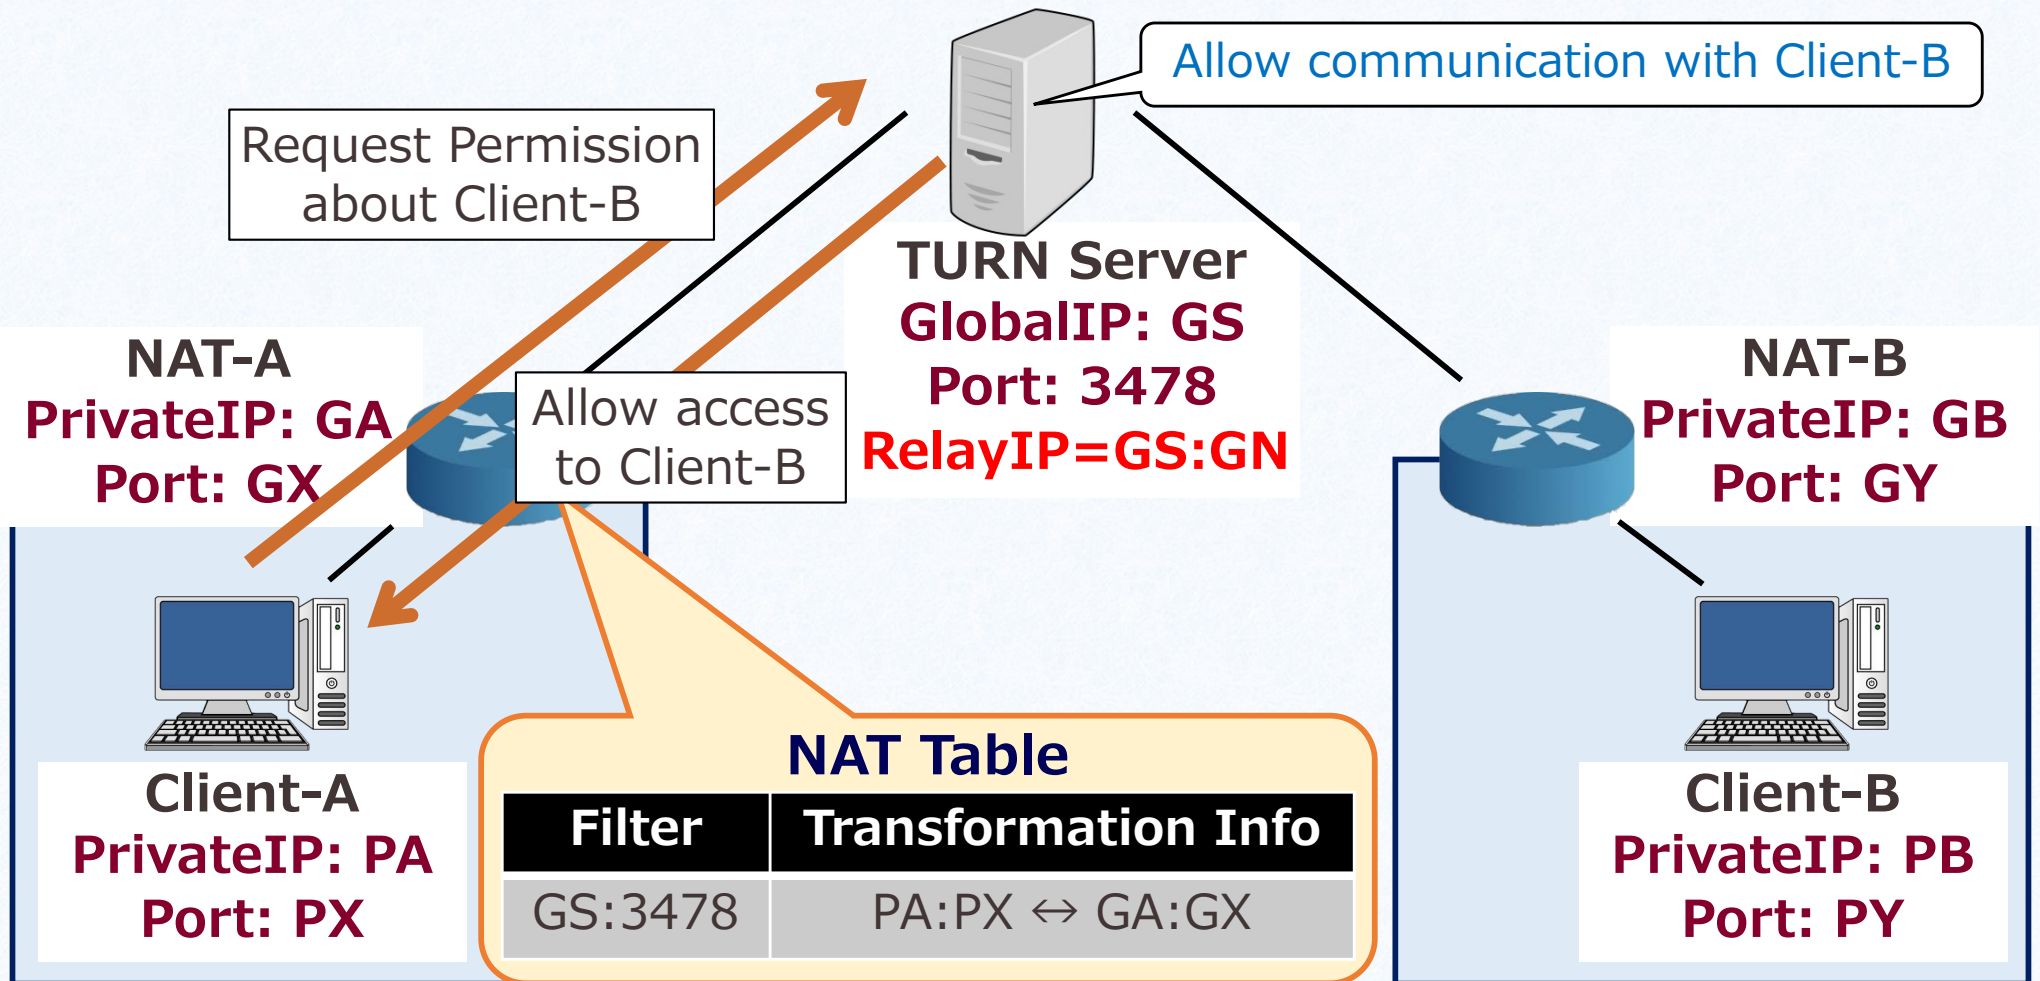 Allow communication with Client-B
Request Permission
about Client-B
TURN Server
GlobalIP: GS
Port: 3478
RelayIP=GS:GN
NAT-A
PrivateIP: GA
Port: GX
Allow access
to Client-B
NAT-B
PrivateIP: GB
Port: GY
Client-A
PrivateIP: PA
Port: PX
NAT Table
Filter Transformation Info
GS:3478 PA:PX ↔ GA:GX
Client-B
PrivateIP: PB
Port: PY